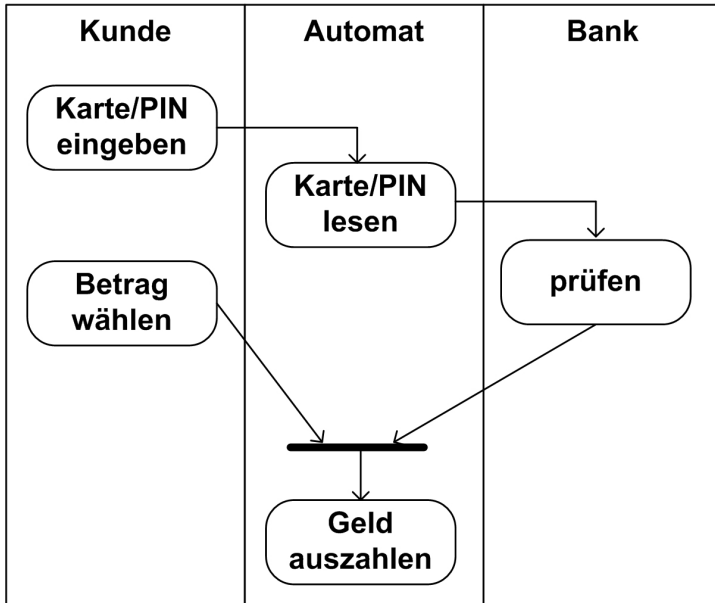 Kunde
Automat
Bank
Karte/PIN
eingeben
Karte/PIN
lesen
prüfen
Betrag
wählen
Geld
auszahlen